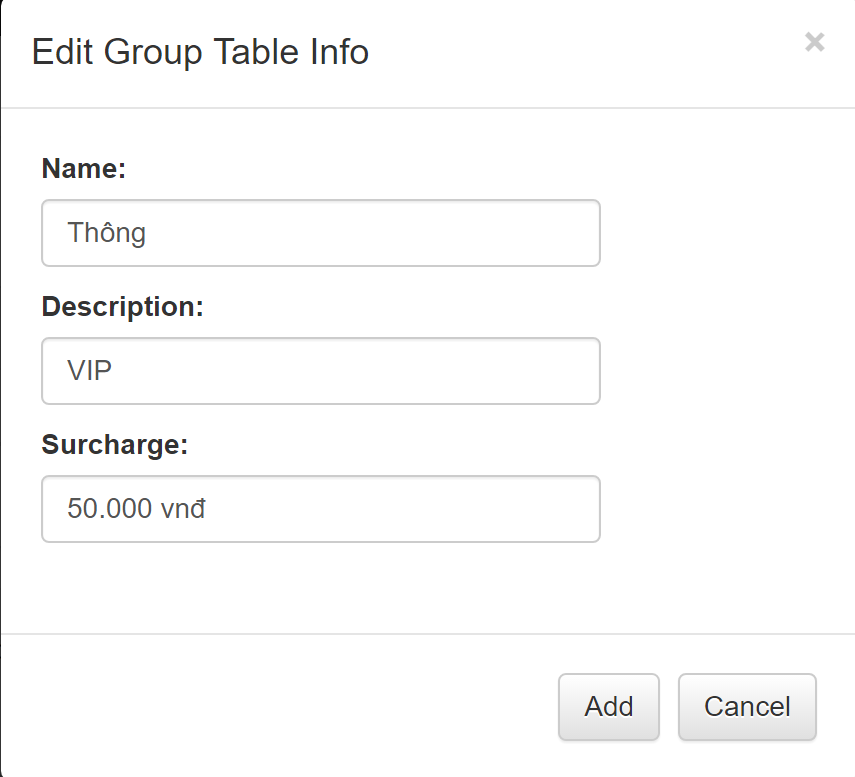 Edit Group Table Info
×
Name:
Thông
Description:
VIP
Surcharge:
50.000 vnđ
Add Cancel